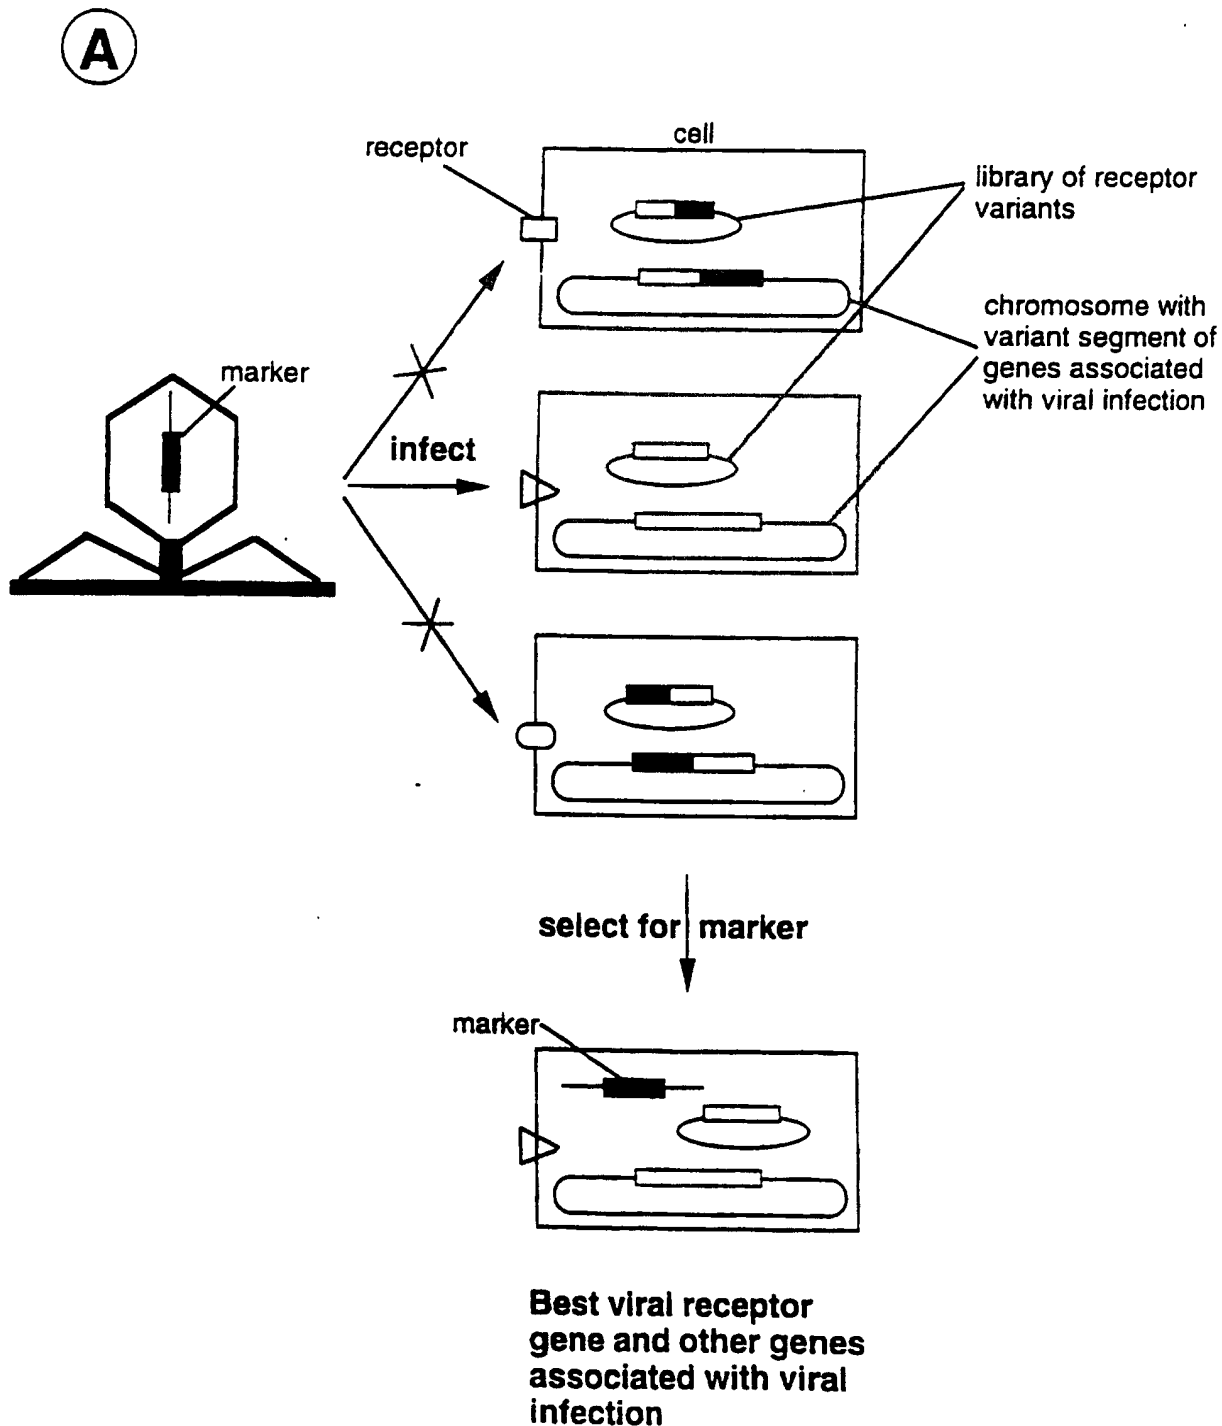 A
cell
receptor
library of receptor
variants
chromosome with
variant segment of
genes associated
with viral infection
marker
infect
select for marker
marker
Best viral receptor
gene and other genes
associated with viral
infection